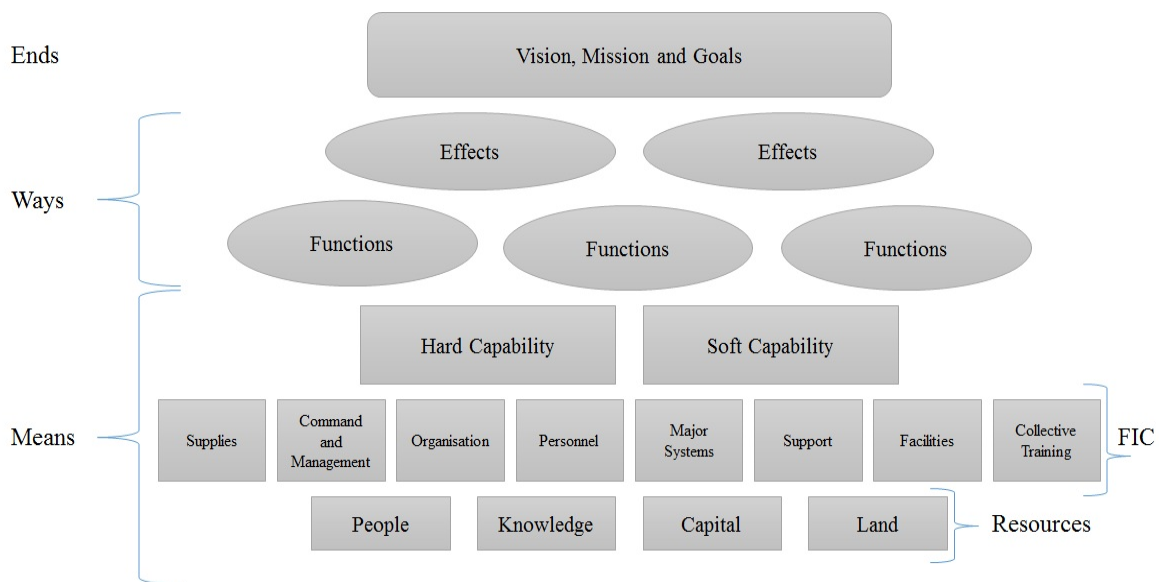 Ends
Vision, Mission and Goals
Effects
Effects
Ways
Functions
Functions
Functions
Hard Capability
Soft Capability
Means
Supplies
Command
and
Management
Organisation
Personnel
Major
Systems
Support
Facilities
Collective
Training
FIC
People
Knowledge
Capital
Land
Resources